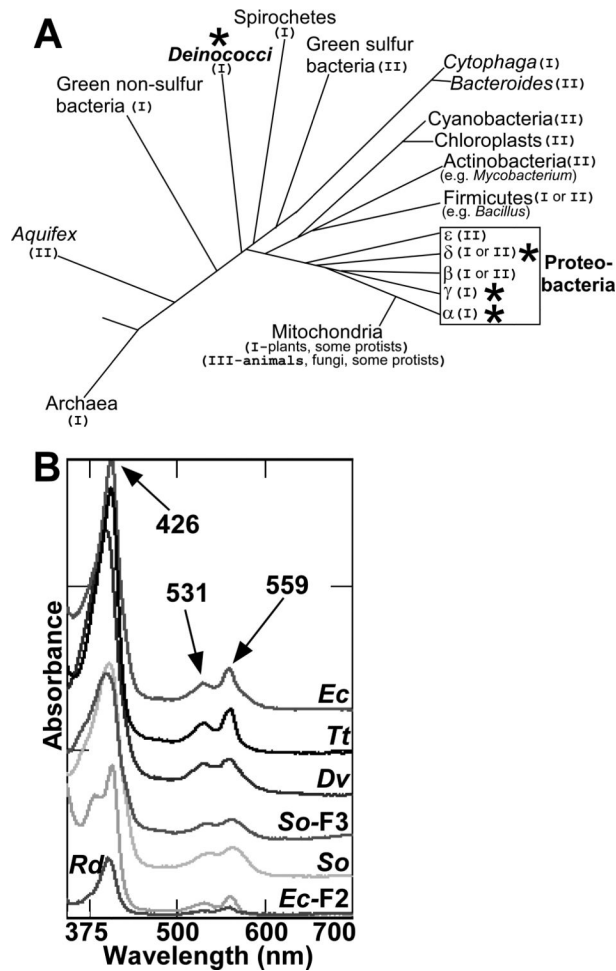 A
Spirochetes
(I)
*
Deinococci
(I)
Green sulfur
bacteria (II)
Green non-sulfur
bacteria (I)
Cytophaga (I)
Bacteroides (II)
Cyanobacteria (II)
Chloroplasts (II)
Actinobacteria (II)
(e.g. Mycobacterium)
Firmicutes (I or II)
(e.g. Bacillus)
Aquifex
(II)
ε (II)
δ (I or II) *
β (I or II)
γ (I) *
α (I) *
Proteo-
bacteria
Mitochondria
(I-plants, some protists)
(III-animals, fungi, some protists)
Archaea
(I)
B
426
531
559
Absorbance
Ec
Tt
Dv
So-F3
So
Rd
Ec-F2
375 500 600 700
Wavelength (nm)